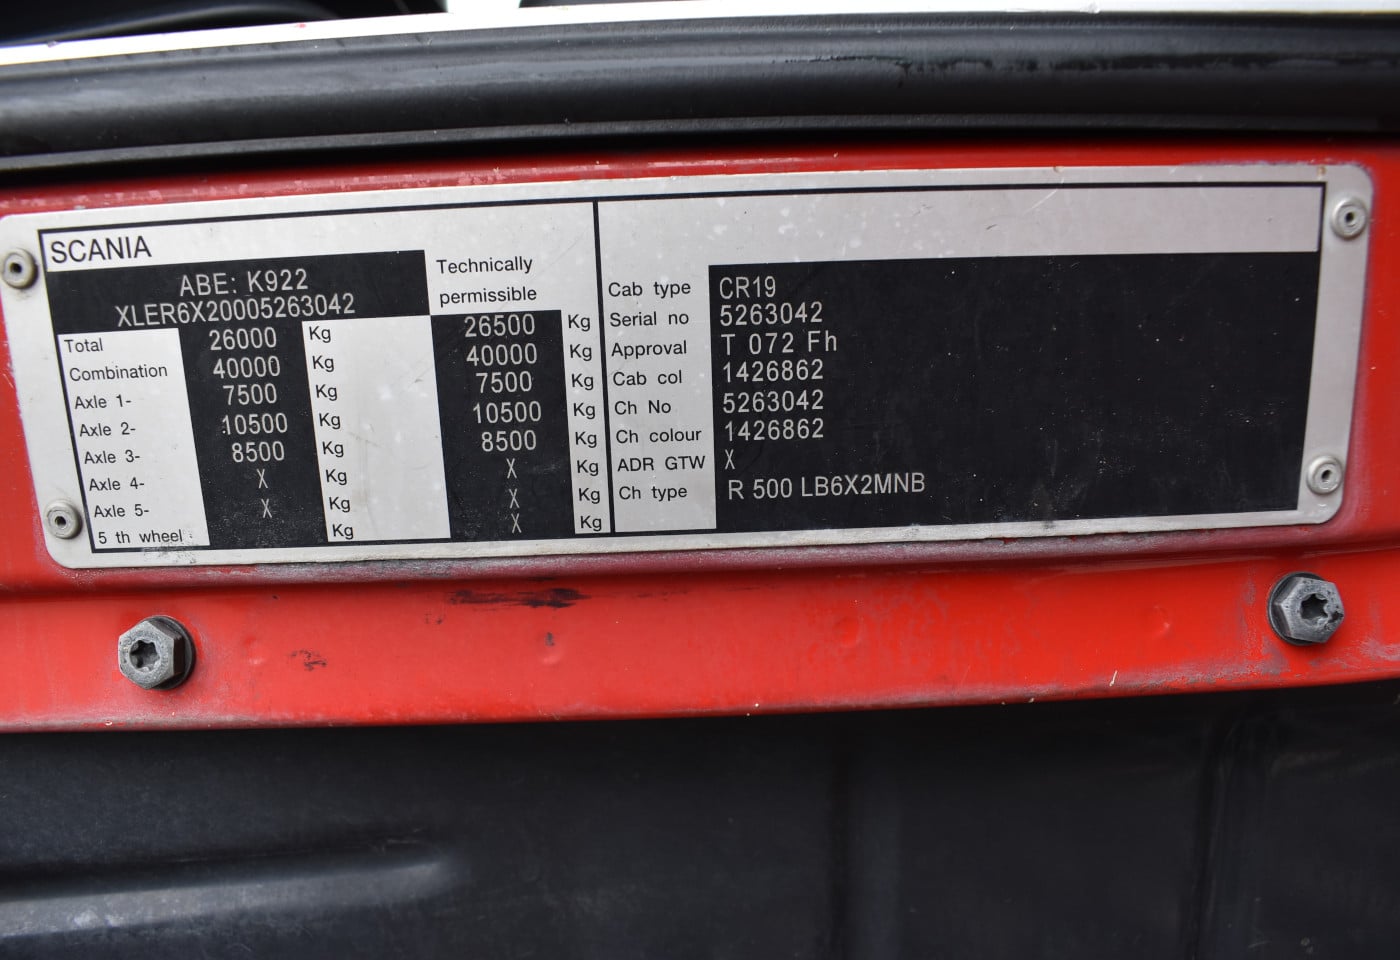 SCANIA
ABE: K922
XLER6X20005263042
Technically
permissible
Total 26000 Kg 26500 Kg
Combination 40000 Kg 40000 Kg
Axle 1- 7500 Kg 7500 Kg
Axle 2- 10500 Kg 10500 Kg
Axle 3- 8500 Kg 8500 Kg
Axle 4- X Kg X Kg
Axle 5- X Kg X Kg
5 th wheel Kg X Kg
Cab type CR19
Serial no 5263042
Approval T 072 Fh
Cab col 1426862
Ch No 5263042
Ch colour 1426862
ADR GTW X
Ch type R 500 LB6X2MNB